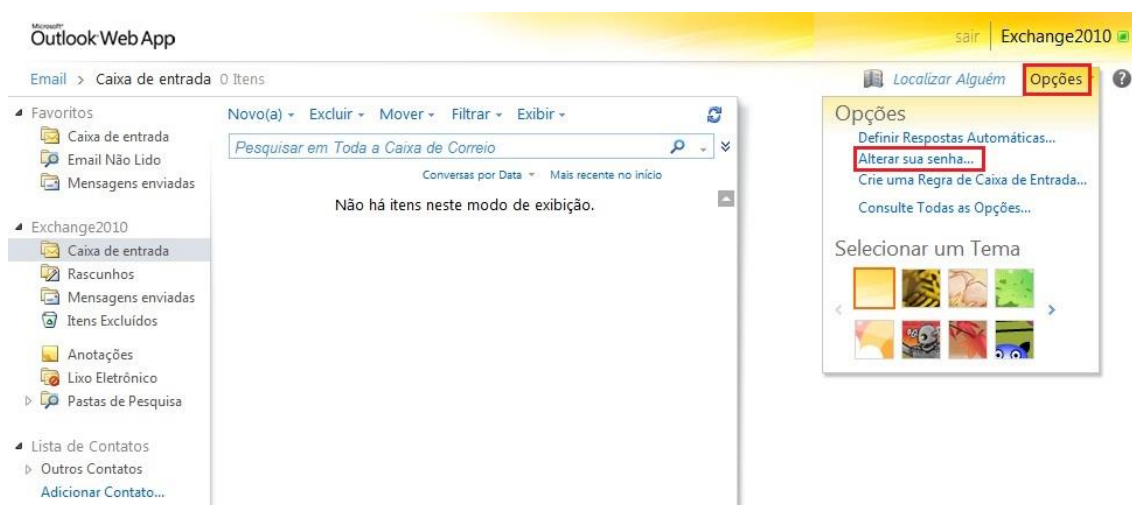 Microsoft®
Outlook Web App
sair Exchange2010
Email > Caixa de entrada 0 Itens
Localizar Alguém Opções
Favoritos
Caixa de entrada
Email Não Lido
Mensagens enviadas
Exchange2010
Caixa de entrada
Rascunhos
Mensagens enviadas
Itens Excluídos
Anotações
Lixo Eletrônico
Pastas de Pesquisa
Lista de Contatos
Outros Contatos
Adicionar Contato...
Novo(a) Excluir Mover Filtrar Exibir
Pesquisar em Toda a Caixa de Correio
Conversas por Data Mais recente no início
Não há itens neste modo de exibição.
Opções
Definir Respostas Automáticas...
Alterar sua senha...
Crie uma Regra de Caixa de Entrada...
Consulte Todas as Opções...
Selecionar um Tema